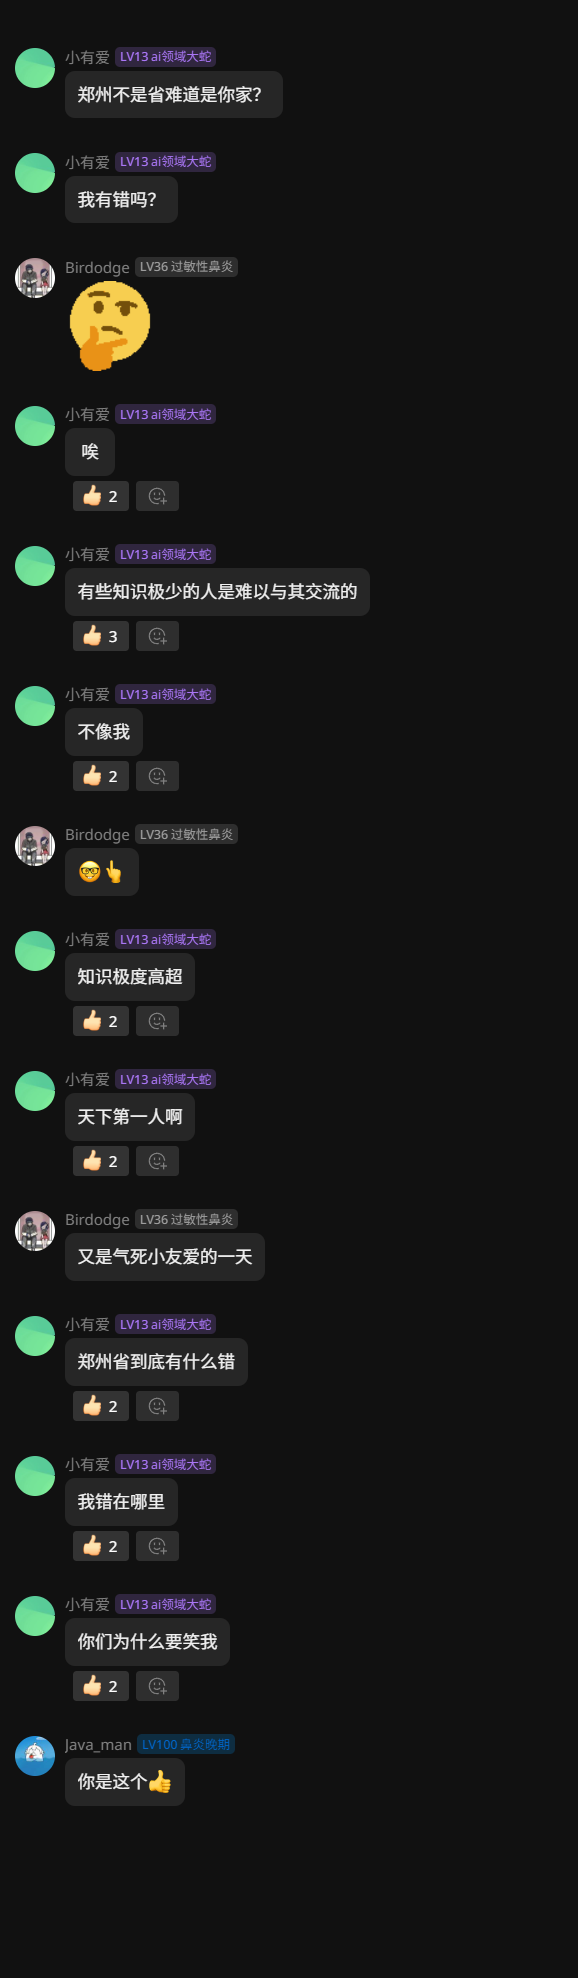 小有爱 LV13 ai领域大蛇
郑州不是省难道是你家？
小有爱 LV13 ai领域大蛇
我有错吗？
Birdodge LV36 过敏性鼻炎
小有爱 LV13 ai领域大蛇
唉
👍 2
小有爱 LV13 ai领域大蛇
有些知识极少的人是难以与其交流的
👍 3
小有爱 LV13 ai领域大蛇
不像我
👍 2
Birdodge LV36 过敏性鼻炎
🤓👆
小有爱 LV13 ai领域大蛇
知识极度高超
👍 2
小有爱 LV13 ai领域大蛇
天下第一人啊
👍 2
Birdodge LV36 过敏性鼻炎
又是气死小友爱的一天
小有爱 LV13 ai领域大蛇
郑州省到底有什么错
👍 2
小有爱 LV13 ai领域大蛇
我错在哪里
👍 2
小有爱 LV13 ai领域大蛇
你们为什么要笑我
👍 2
Java_man LV100 鼻炎晚期
你是这个👍